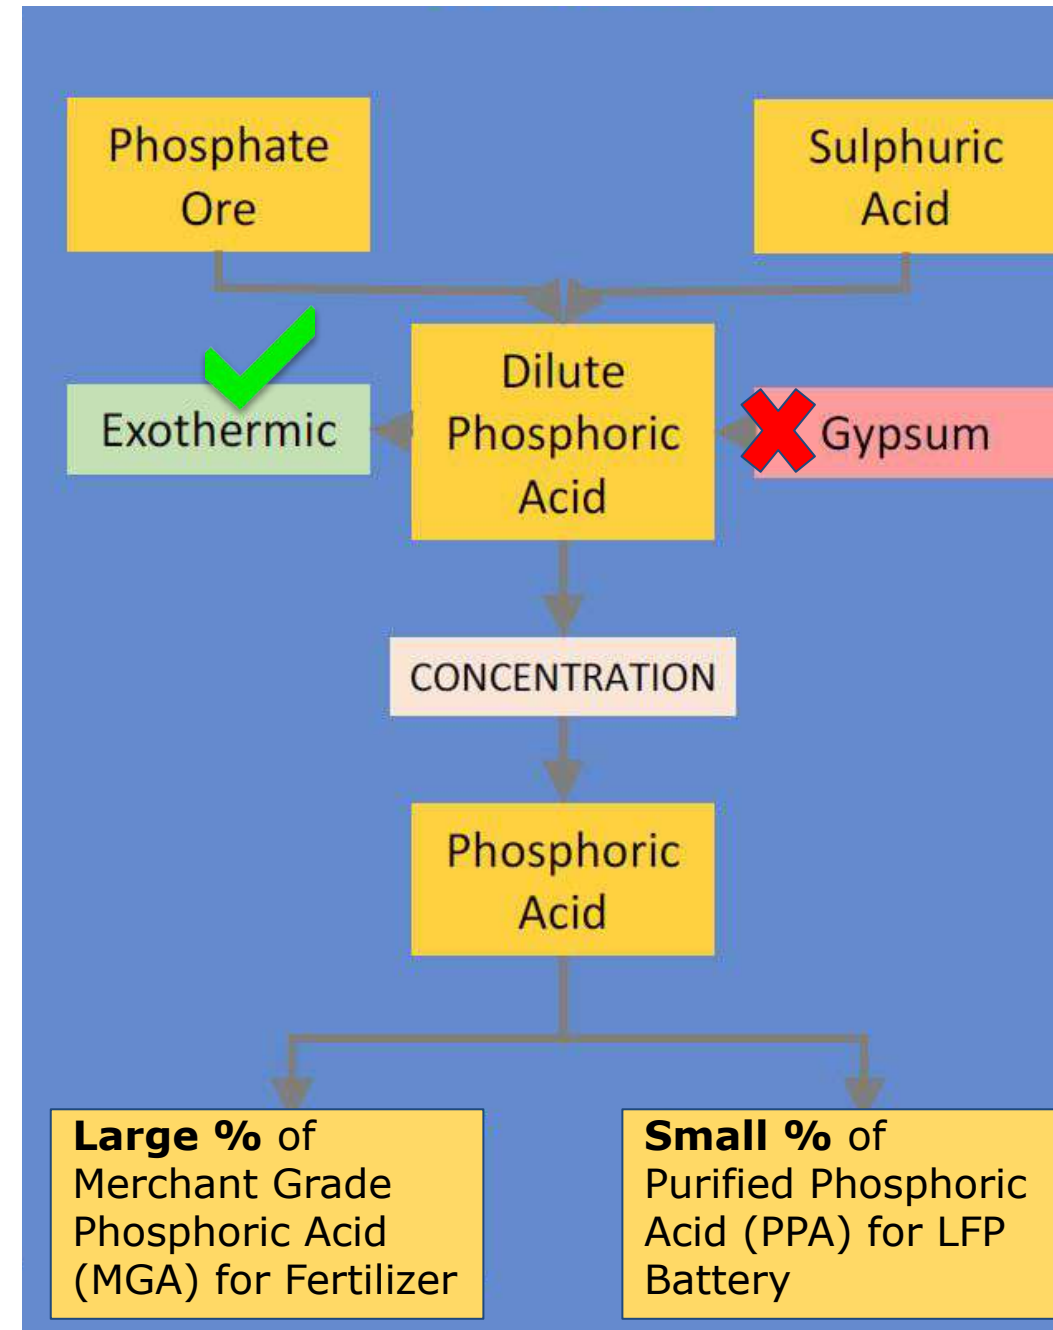 Phosphate
Ore
Sulphuric
Acid
Dilute
Phosphoric
Acid
Exothermic
Gypsum
CONCENTRATION
Phosphoric
Acid
Large % of
Merchant Grade
Phosphoric Acid
(MGA) for Fertilizer
Small % of
Purified Phosphoric
Acid (PPA) for LFP
Battery